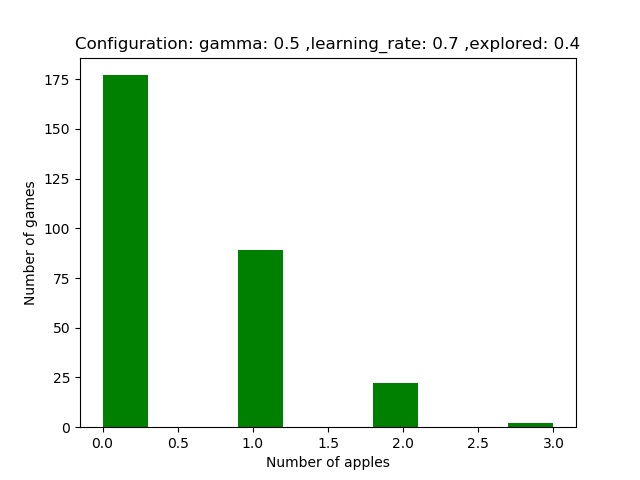 Configuration: gamma: 0.5 ,learning_rate: 0.7 ,explored: 0.4
175
150
125
100
75
50
25
0
Number of games
0.0 0.5 1.0 1.5 2.0 2.5 3.0
Number of apples